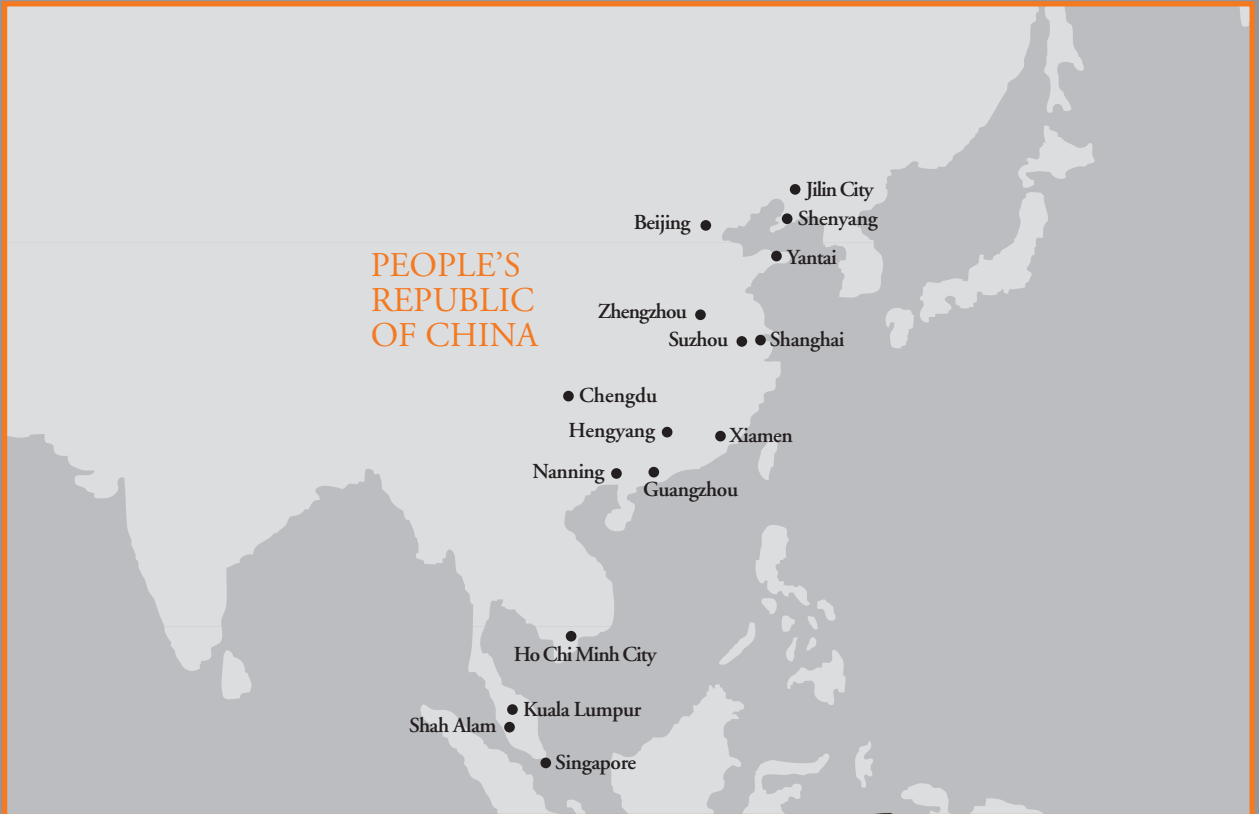 Jilin City
Shenyang
Beijing
Yantai
PEOPLE’S
REPUBLIC
OF CHINA
Zhengzhou
Suzhou
Shanghai
Chengdu
Hengyang
Xiamen
Nanning
Guangzhou
Ho Chi Minh City
Kuala Lumpur
Shah Alam
Singapore